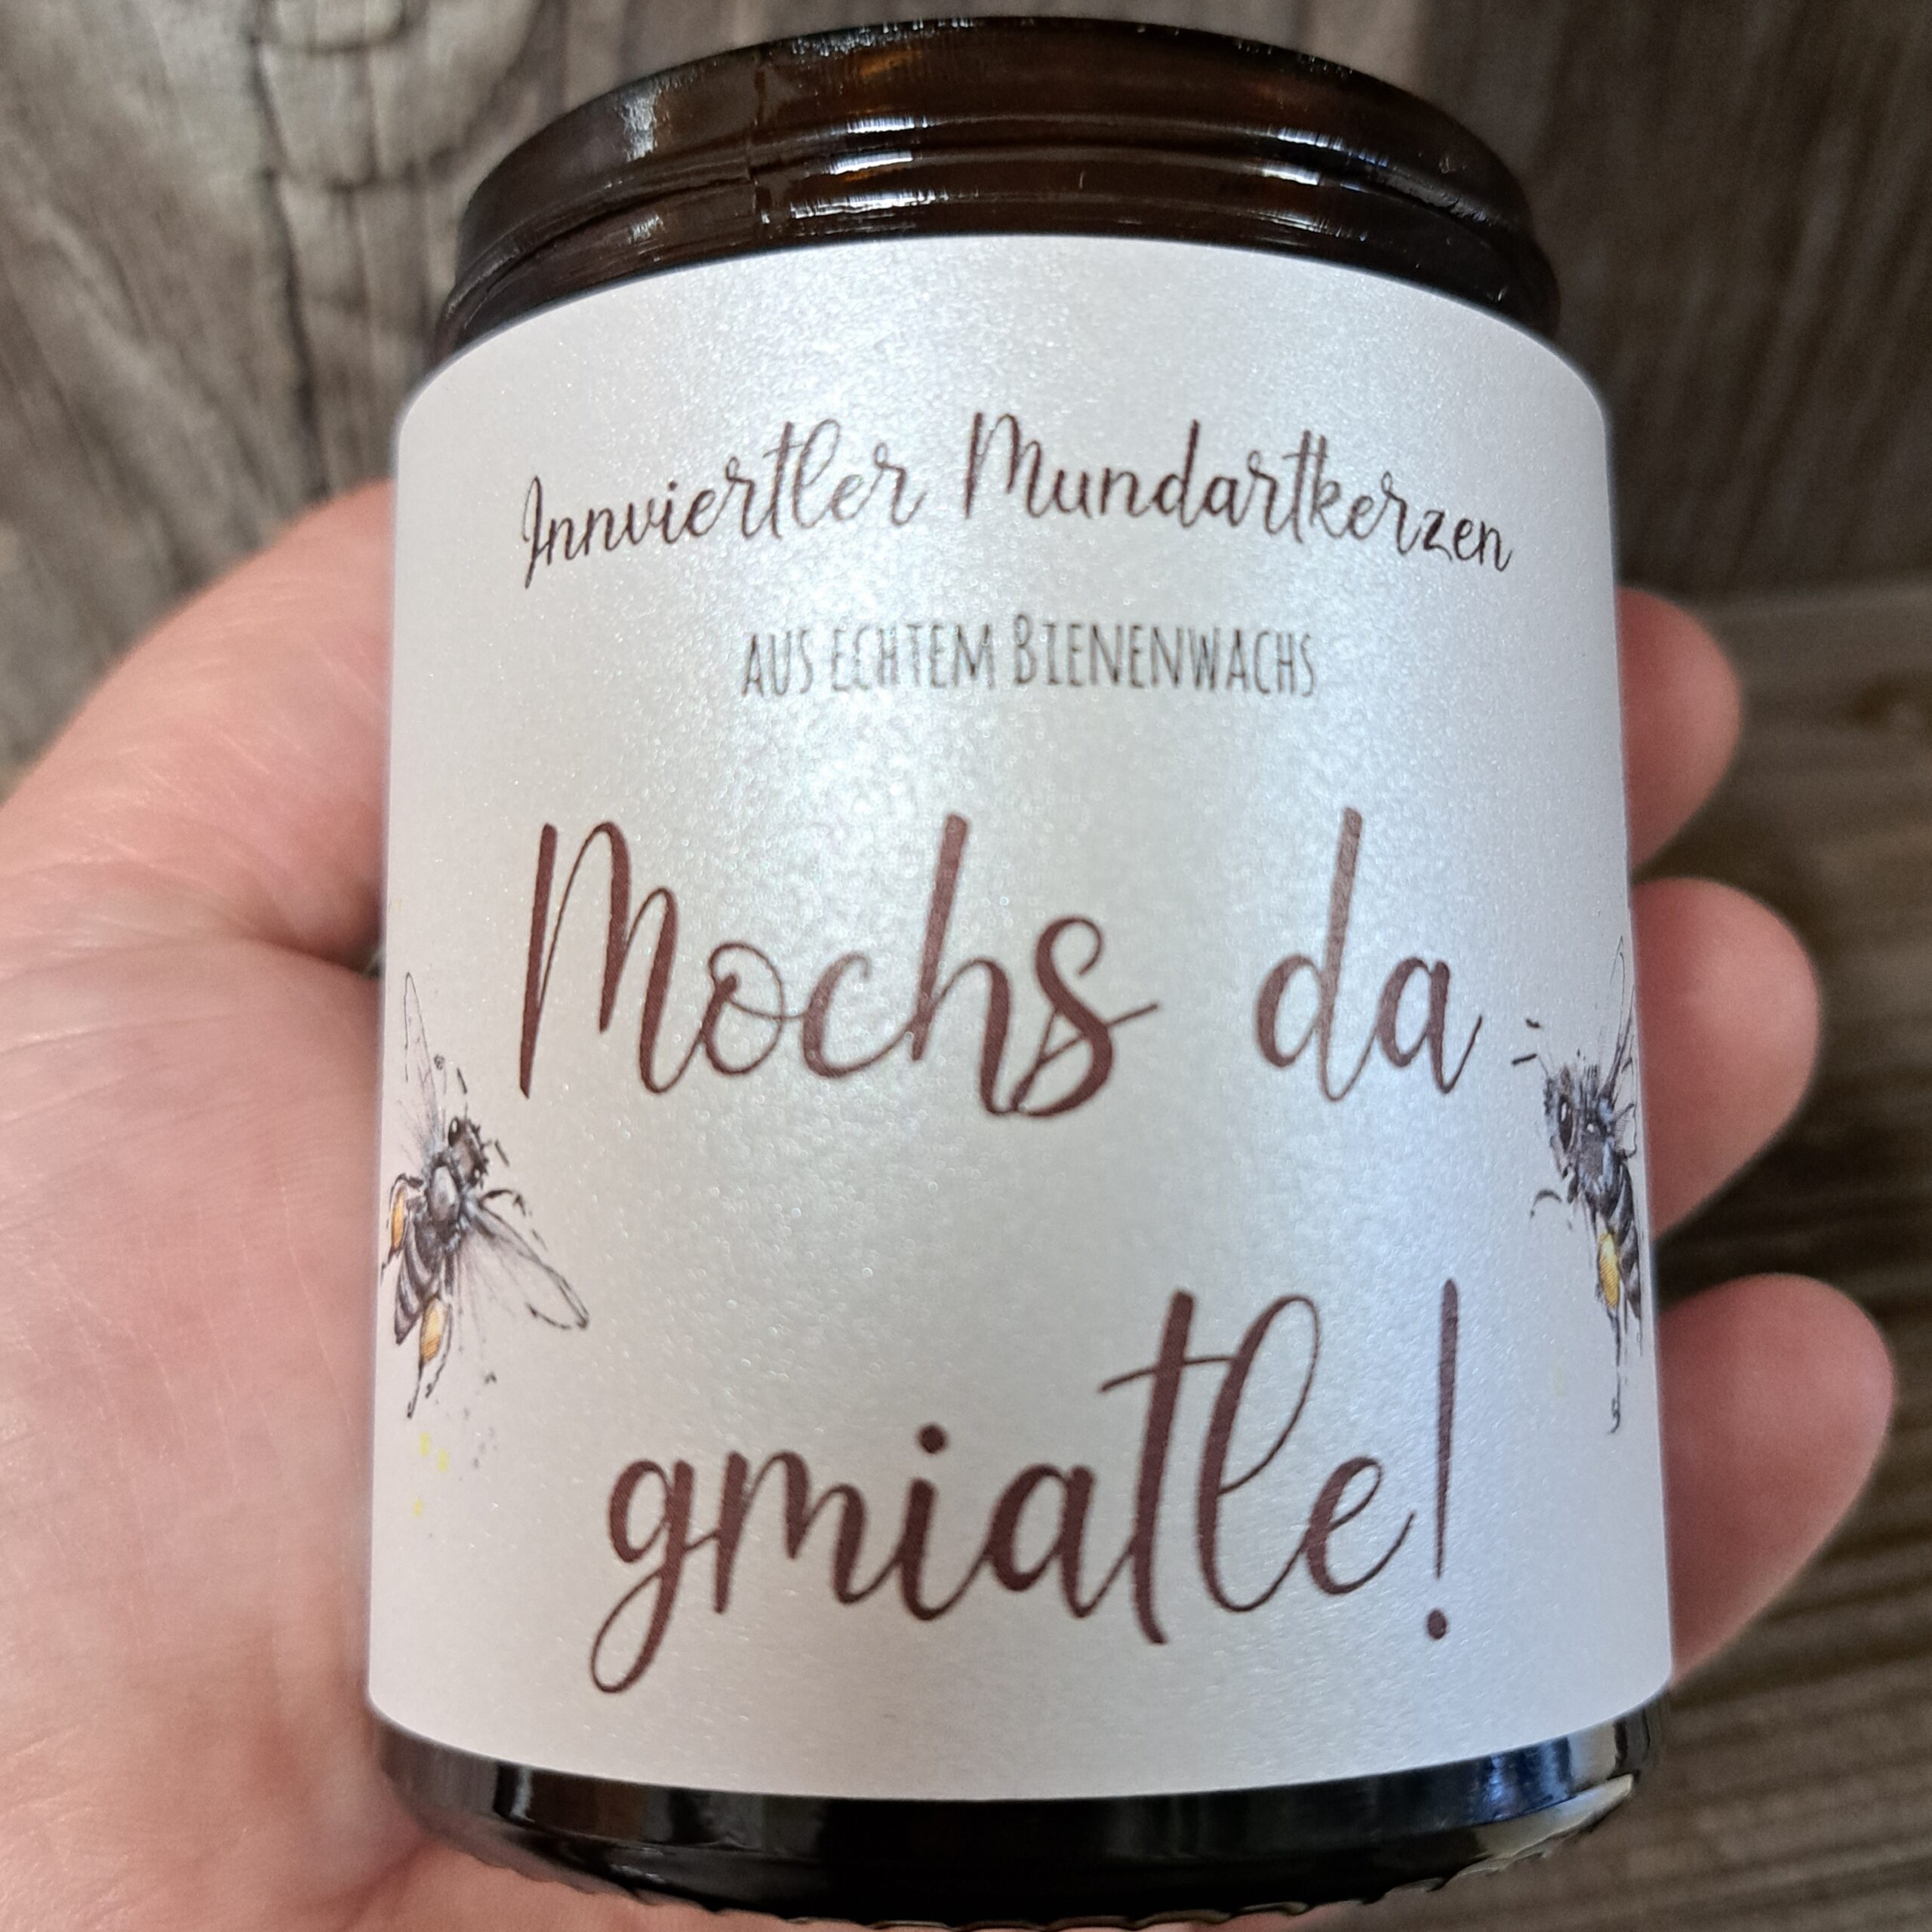 Innviertler Mundartkerzen
AUS ECHTEM BIENENWACHS
Mochs da
gmiatle!